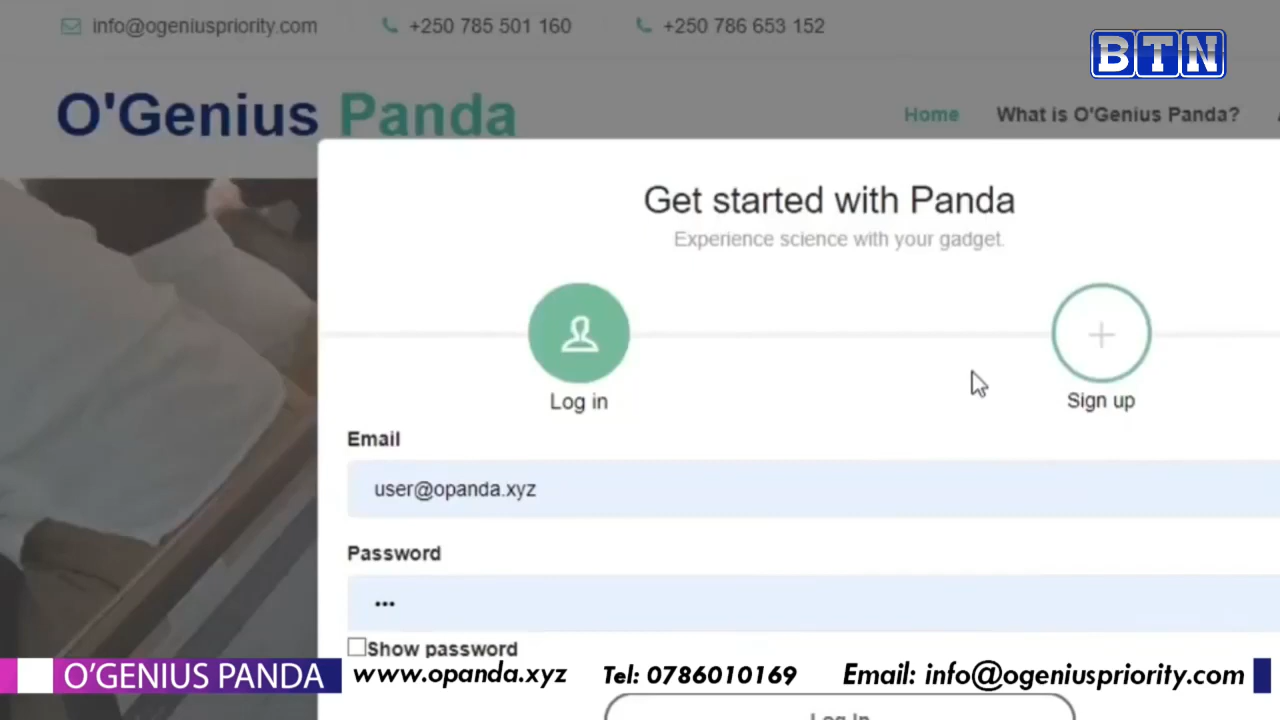 info@ogeniuspriority.com +250 785 501 160 +250 786 653 152
BTN
O'Genius Panda
Home What is O'Genius Panda?
Get started with Panda
Experience science with your gadget.
Log in Sign up
Email
user@opanda.xyz
Password
•••
Show password
Log In
O'GENIUS PANDA www.opanda.xyz Tel: 0786010169 Email: info@ogeniuspriority.com